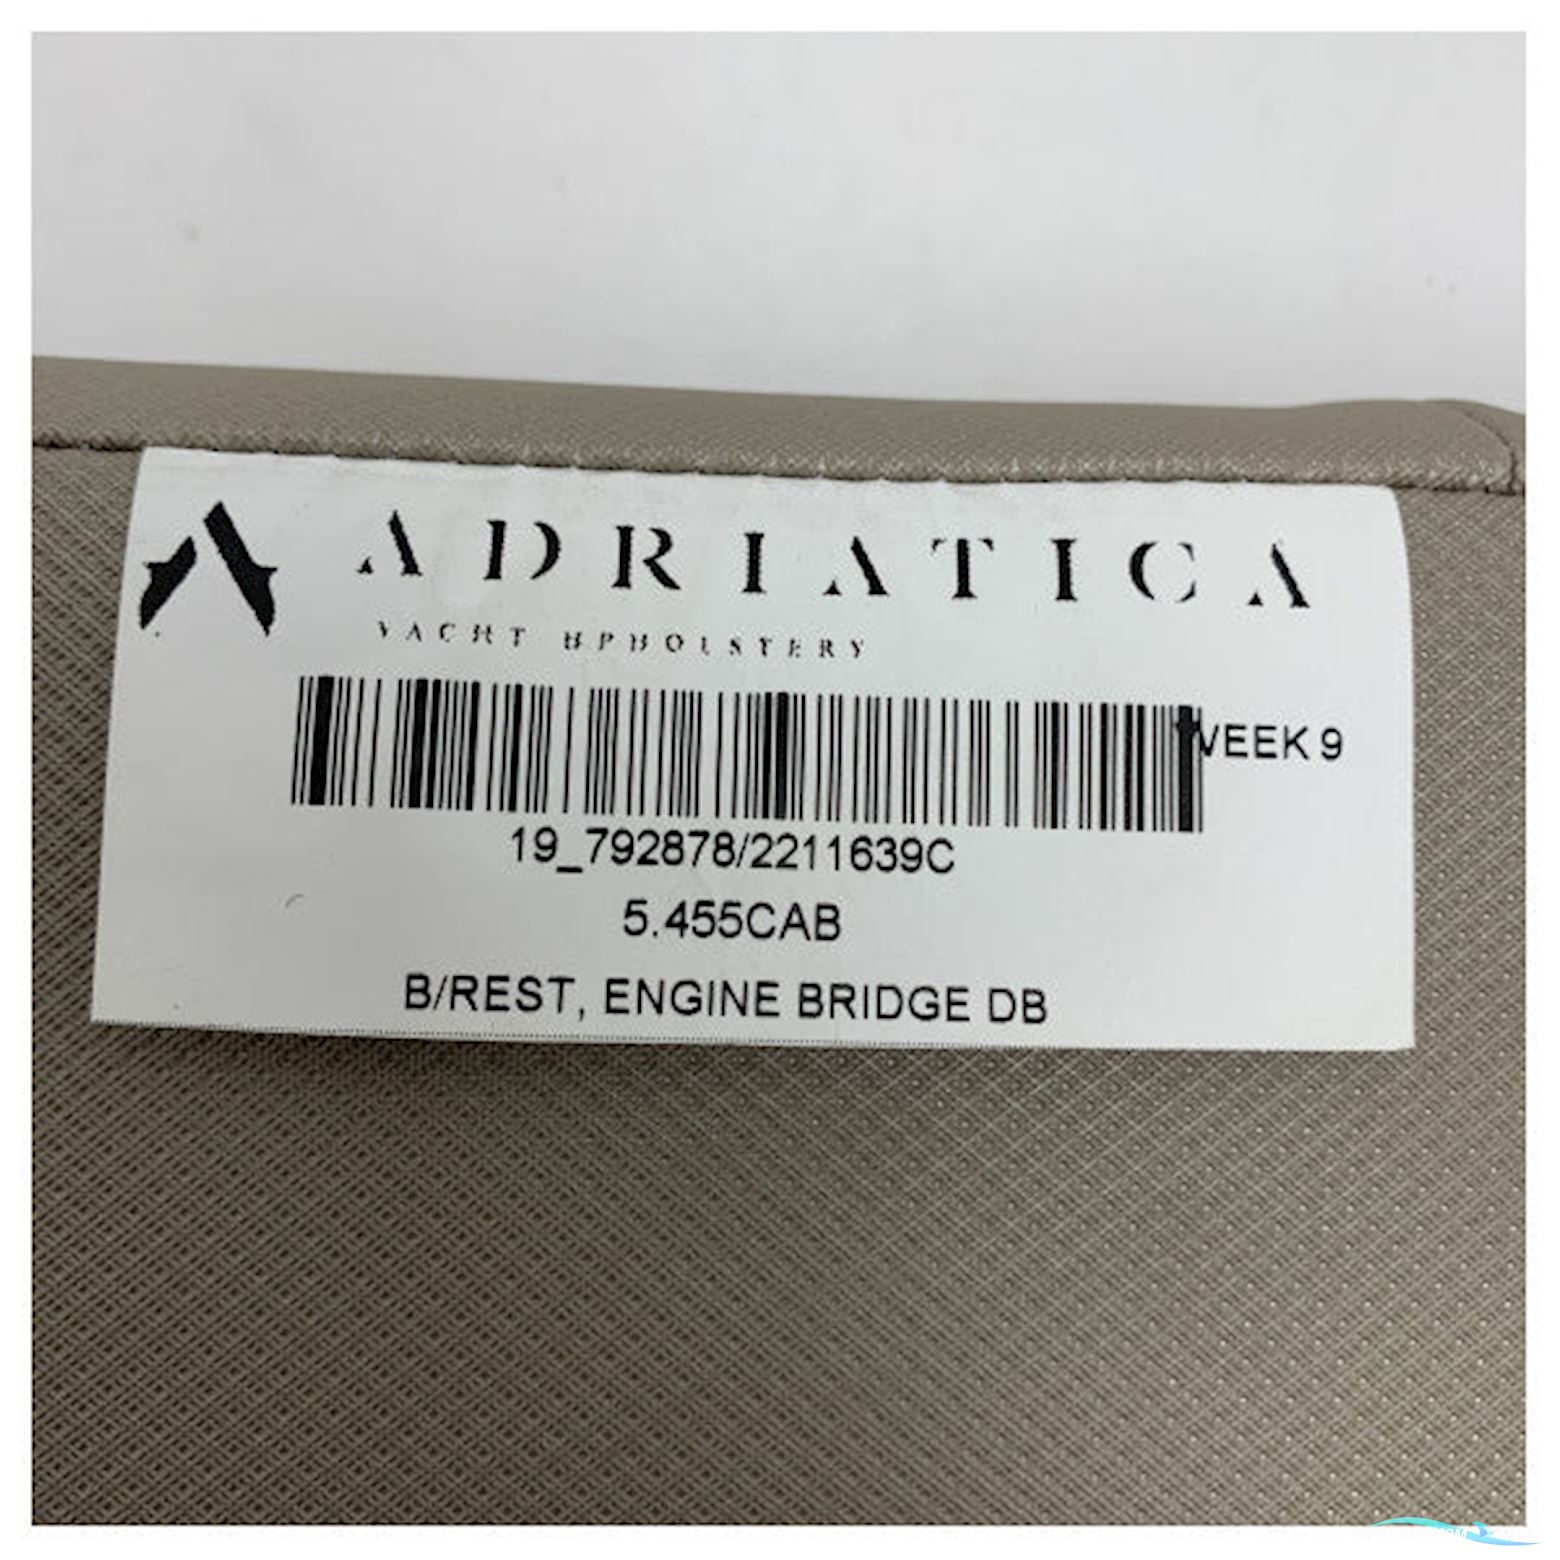 ADRIATICA
YACHT UPHOLSTERY
WEEK 9
19_792878/2211639C
5.455CAB
B/REST, ENGINE BRIDGE DB